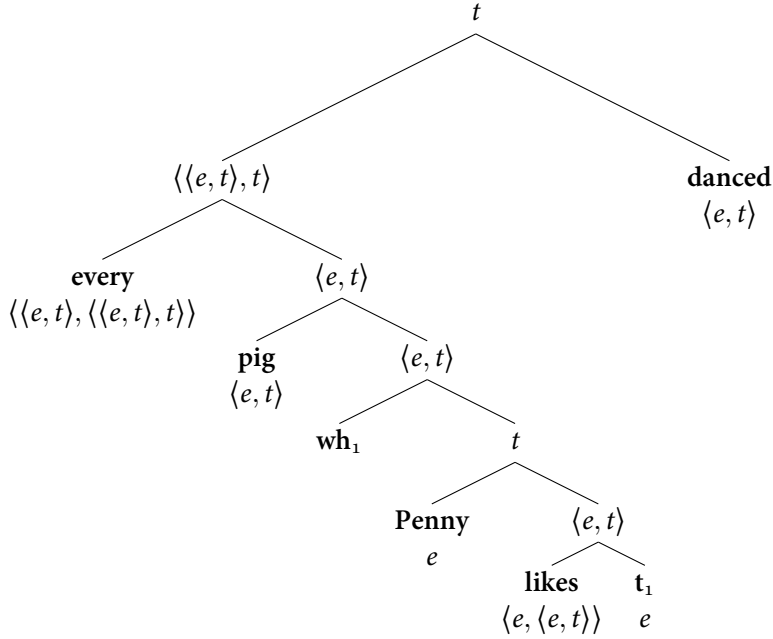 t
⟨⟨e, t⟩, t⟩
danced
⟨e, t⟩
every
⟨⟨e, t⟩, ⟨⟨e, t⟩, t⟩⟩
⟨e, t⟩
pig
⟨e, t⟩
⟨e, t⟩
wh₁
t
Penny
e
⟨e, t⟩
likes
⟨e, ⟨e, t⟩⟩
t₁
e